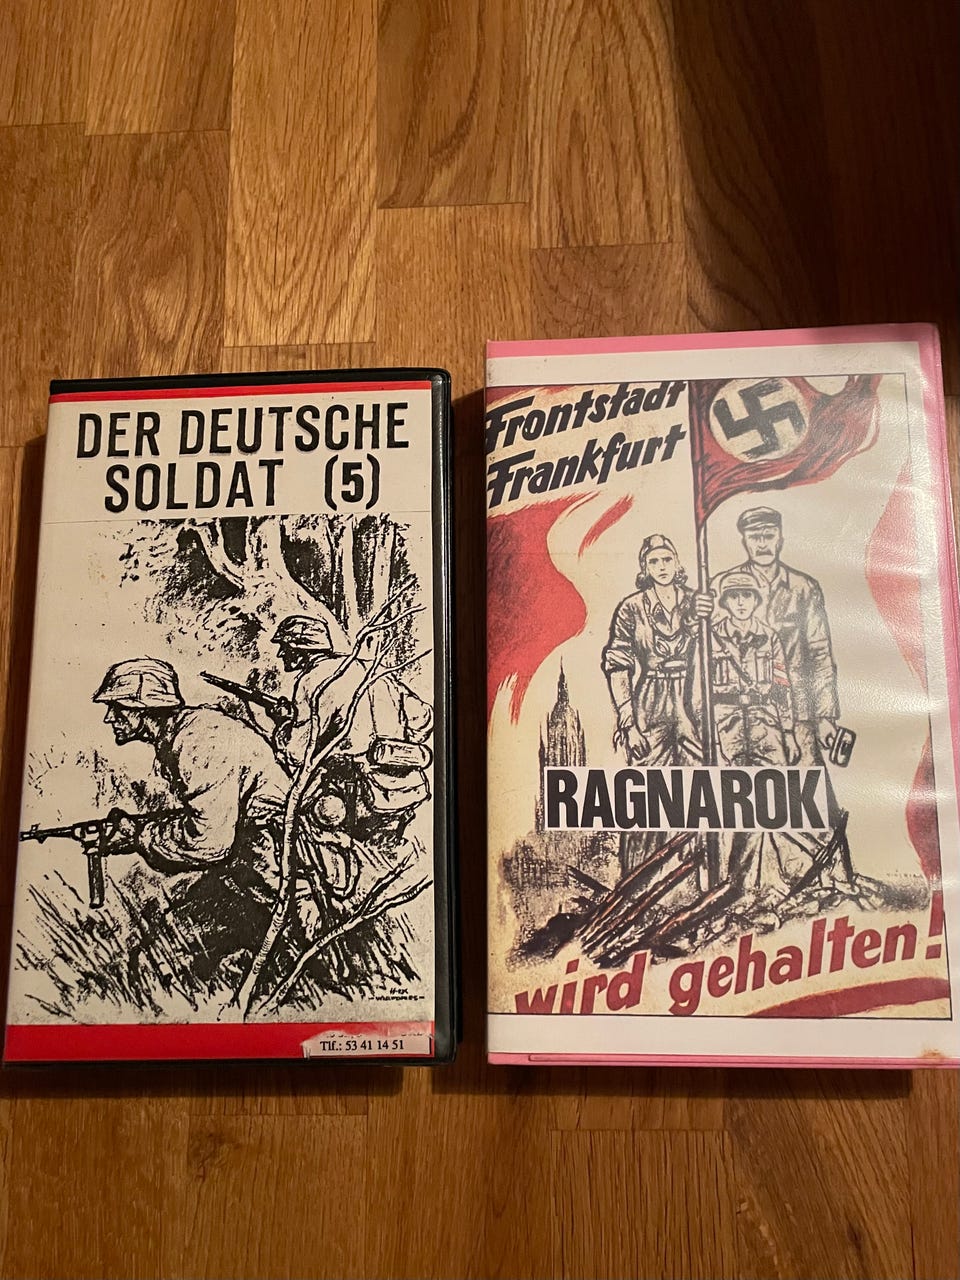 DER DEUTSCHE
SOLDAT (5)
Tlf.: 53 41 14 51
Frontstadt
Frankfurt
RAGNAROK
wird gehalten!